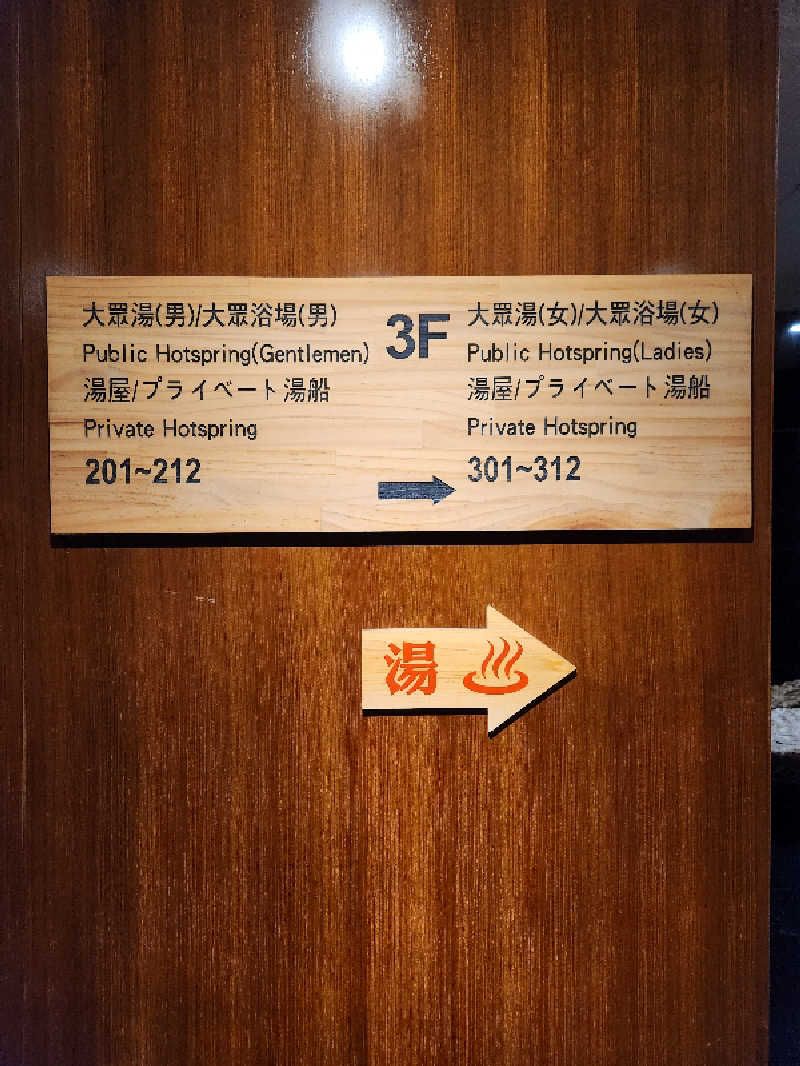 大眾湯(男)/大眾浴場(男)
Public Hotspring(Gentlemen)
湯屋/プライベート湯船
Private Hotspring
201~212
3F
大眾湯(女)/大眾浴場(女)
Public Hotspring(Ladies)
湯屋/プライベート湯船
Private Hotspring
301~312
湯